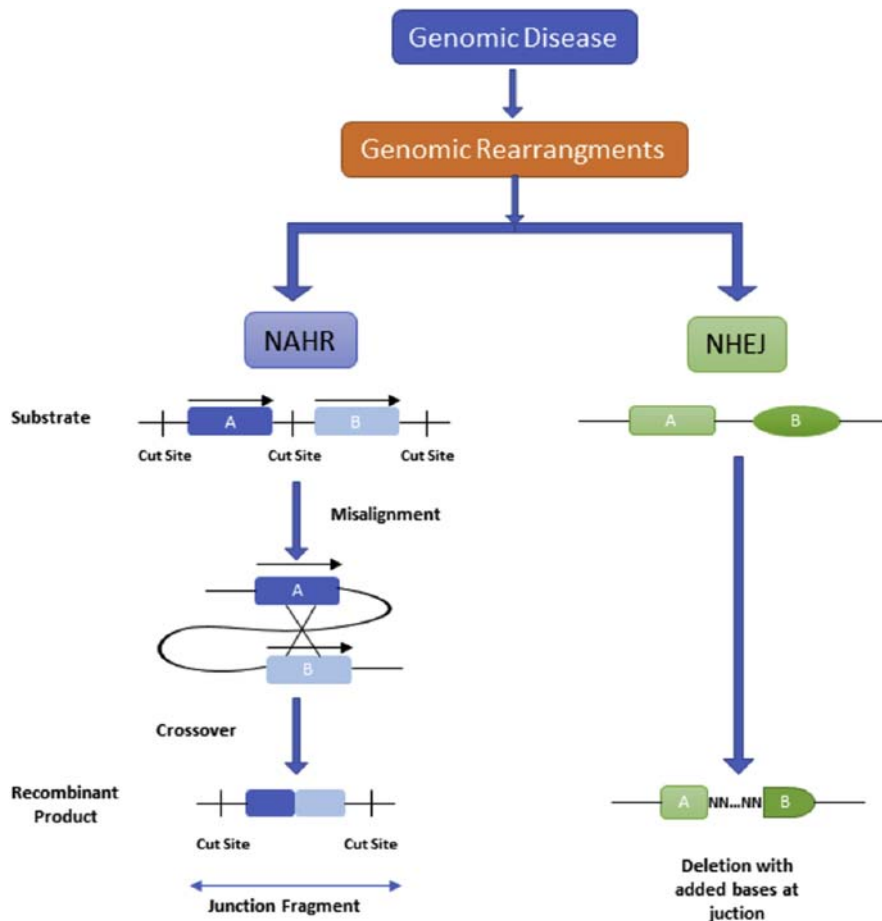 Genomic Disease
Genomic Rearrangments
NAHR
NHEJ
Substrate
A
B
Cut Site
Cut Site
Cut Site
A
B
Misalignment
A
B
Crossover
Recombinant
Product
Cut Site
Cut Site
Junction Fragment
A
NN...NN
B
Deletion with
added bases at
juction